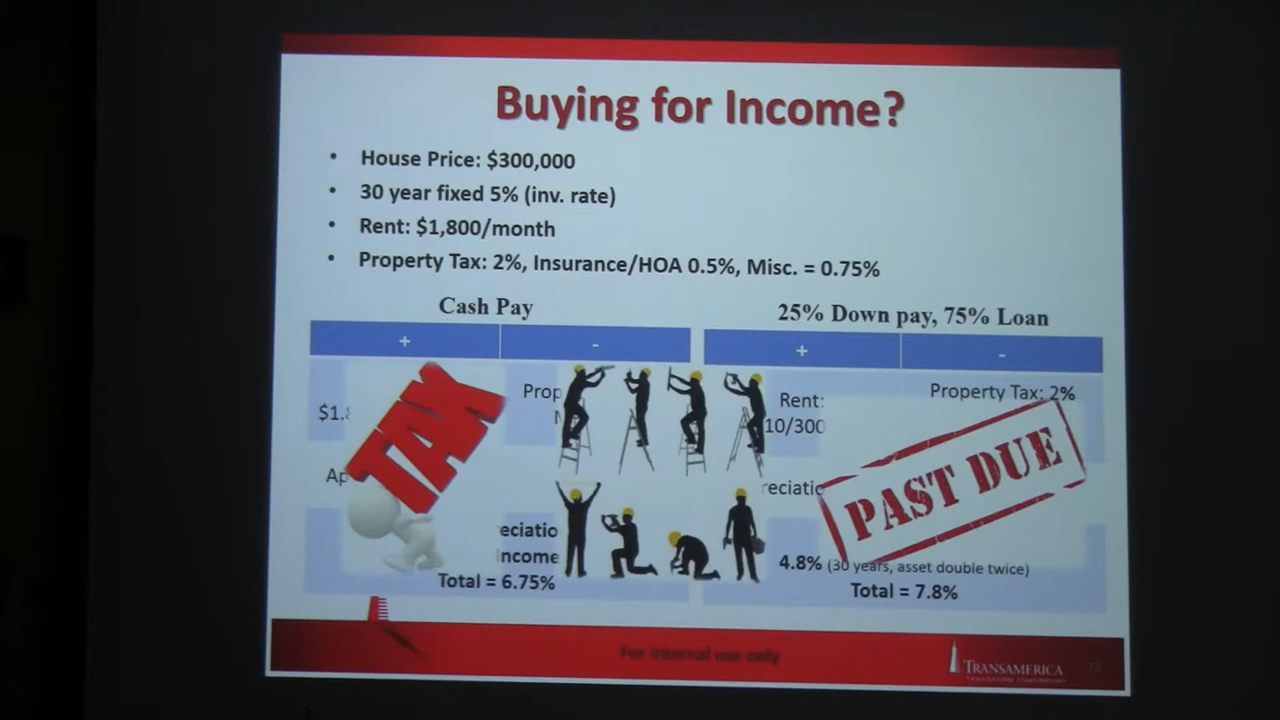 Buying for Income?
• House Price: $300,000
• 30 year fixed 5% (inv. rate)
• Rent: $1,800/month
• Property Tax: 2%, Insurance/HOA 0.5%, Misc. = 0.75%
Cash Pay
25% Down pay, 75% Loan
+ -
+ -
Prop
$1.8
TAX
Ap
eciatio
Income
Total = 6.75%
Property Tax: 2%
Rent:
10/300
reciatio
PAST DUE
4.8% (30 years, asset double twice)
Total = 7.8%
For internal use only
TRANSAMERICA
TRANSFORM TOMORROW